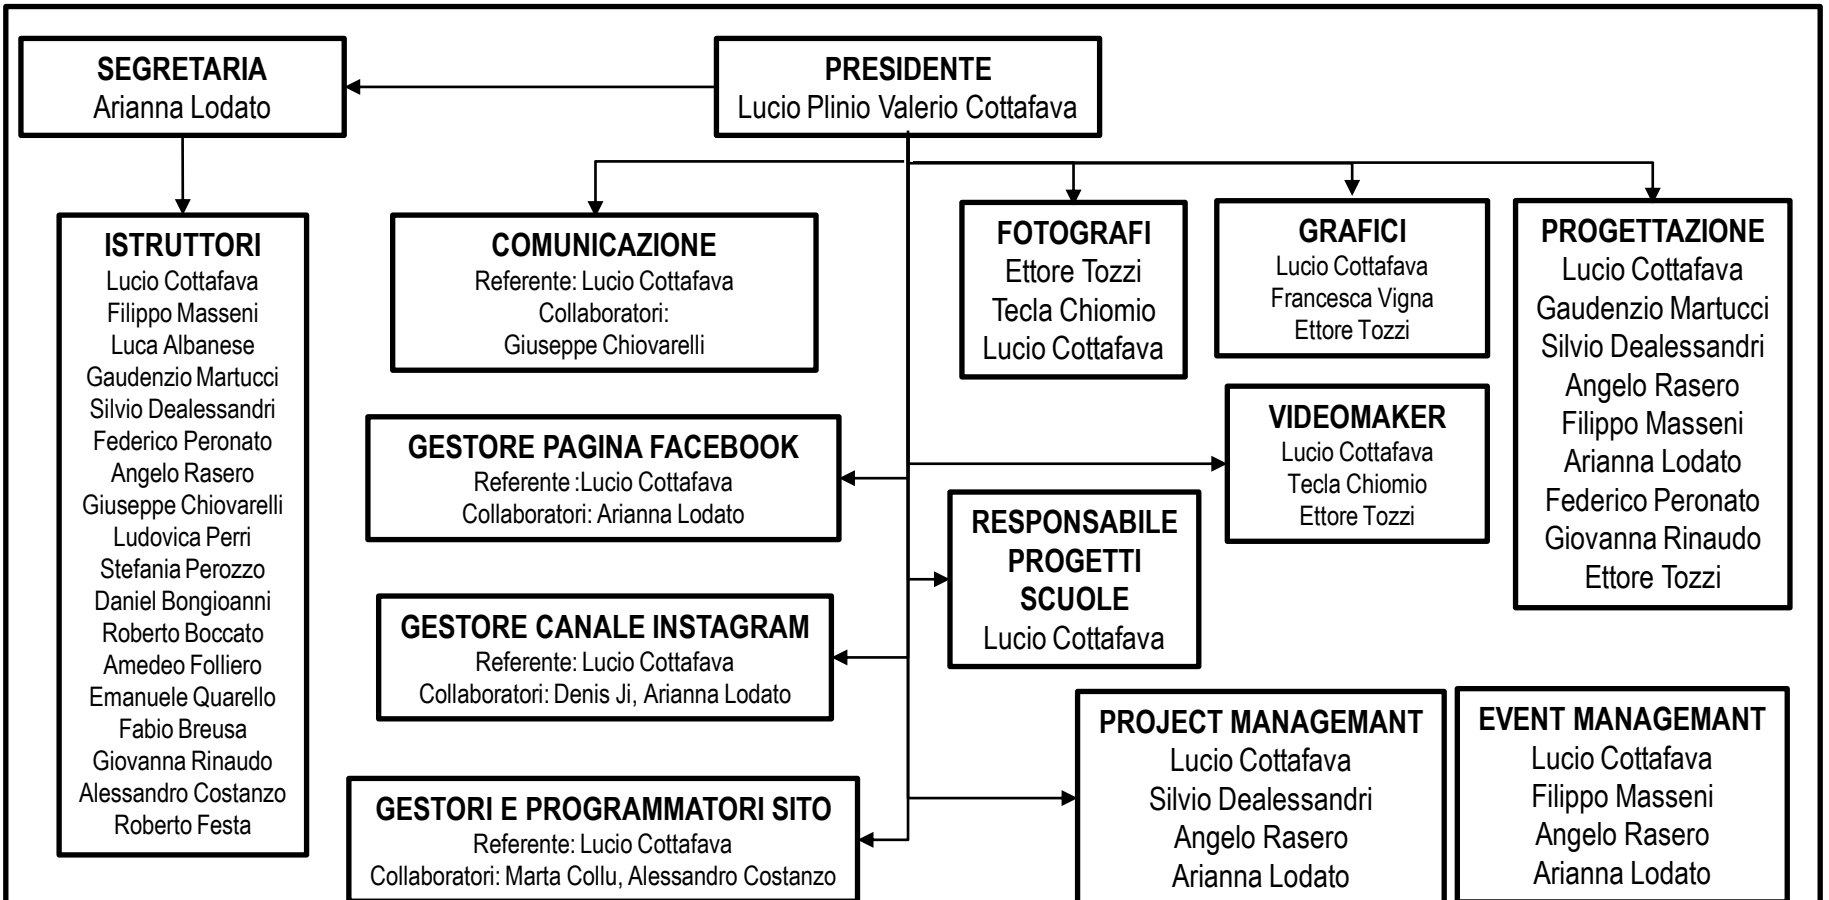 SEGRETARIA
Arianna Lodato
PRESIDENTE
Lucio Plinio Valerio Cottafava
ISTRUTTORI
Lucio Cottafava
Filippo Masseni
Luca Albanese
Gaudenzio Martucci
Silvio Dealessandri
Federico Peronato
Angelo Rasero
Giuseppe Chiovarelli
Ludovica Perri
Stefania Perozzo
Daniel Bongioanni
Roberto Boccato
Amedeo Folliero
Emanuele Quarello
Fabio Breusa
Giovanna Rinaudo
Alessandro Costanzo
Roberto Festa
COMUNICAZIONE
Referente: Lucio Cottafava
Collaboratori:
Giuseppe Chiovarelli
FOTOGRAFI
Ettore Tozzi
Tecla Chiomio
Lucio Cottafava
GRAFICI
Lucio Cottafava
Francesca Vigna
Ettore Tozzi
PROGETTAZIONE
Lucio Cottafava
Gaudenzio Martucci
Silvio Dealessandri
Angelo Rasero
Filippo Masseni
Arianna Lodato
Federico Peronato
Giovanna Rinaudo
Ettore Tozzi
GESTORE PAGINA FACEBOOK
Referente :Lucio Cottafava
Collaboratori: Arianna Lodato
VIDEOMAKER
Lucio Cottafava
Tecla Chiomio
Ettore Tozzi
RESPONSABILE
PROGETTI
SCUOLE
Lucio Cottafava
GESTORE CANALE INSTAGRAM
Referente: Lucio Cottafava
Collaboratori: Denis Ji, Arianna Lodato
PROJECT MANAGEMANT
Lucio Cottafava
Silvio Dealessandri
Angelo Rasero
Arianna Lodato
EVENT MANAGEMANT
Lucio Cottafava
Filippo Masseni
Angelo Rasero
Arianna Lodato
GESTORI E PROGRAMMATORI SITO
Referente: Lucio Cottafava
Collaboratori: Marta Collu, Alessandro Costanzo